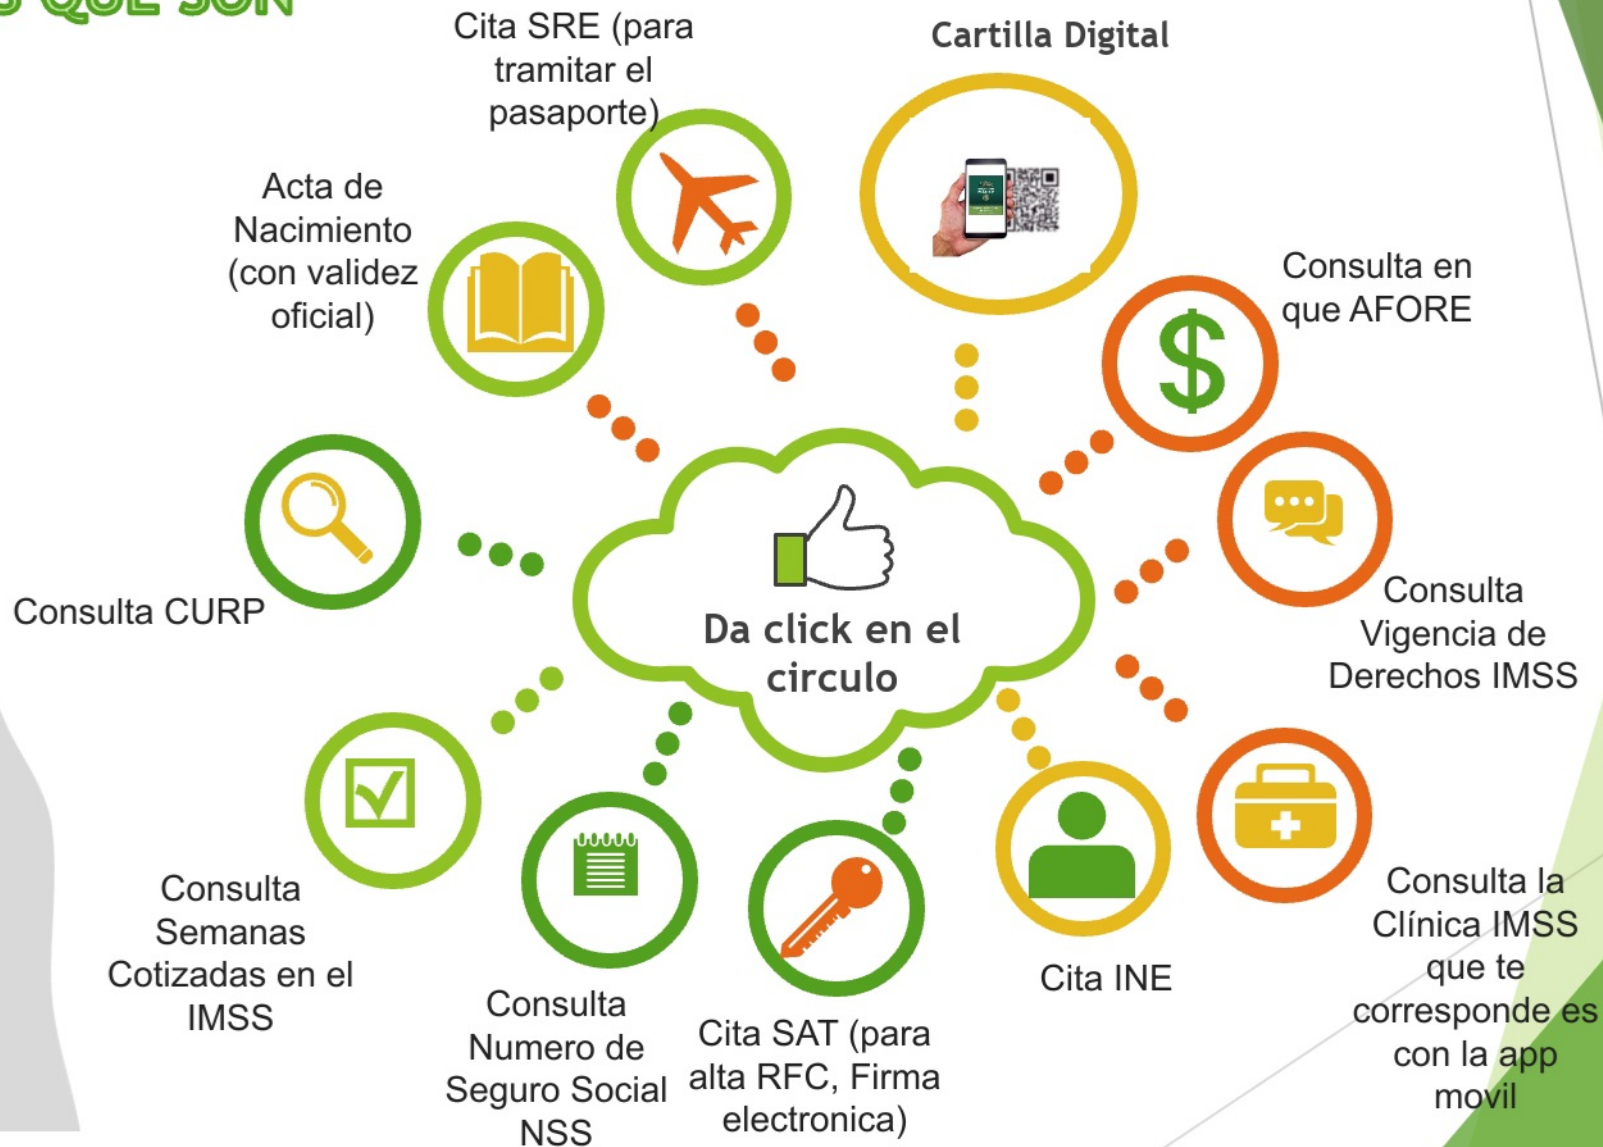 QUE SON
Cita SRE (para
tramitar el
pasaporte)
Cartilla Digital
Acta de
Nacimiento
(con validez
oficial)
Consulta en
que AFORE
$
Consulta CURP
Da click en el
circulo
Consulta
Vigencia de
Derechos IMSS
Consulta
Semanas
Cotizadas en el
IMSS
Consulta
Numero de
Seguro Social
NSS
Cita SAT (para
alta RFC, Firma
electronica)
Cita INE
Consulta la
Clínica IMSS
que te
corresponde es
con la app
movil